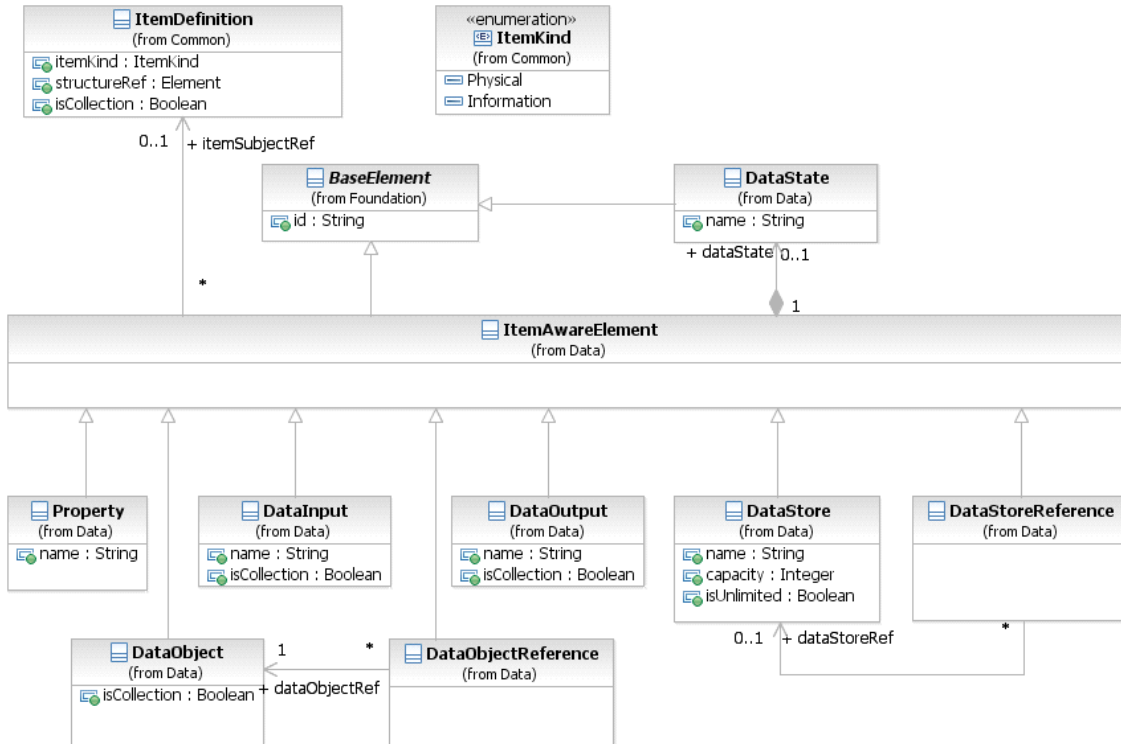 ItemDefinition
(from Common)
itemKind : ItemKind
structureRef : Element
isCollection : Boolean
«enumeration»
ItemKind
(from Common)
Physical
Information
0..1
+ itemSubjectRef
*
BaseElement
(from Foundation)
id : String
DataState
(from Data)
name : String
+ dataState
0..1
1
ItemAwareElement
(from Data)
Property
(from Data)
name : String
DataInput
(from Data)
name : String
isCollection : Boolean
DataOutput
(from Data)
name : String
isCollection : Boolean
DataStore
(from Data)
name : String
capacity : Integer
isUnlimited : Boolean
DataStoreReference
(from Data)
0..1
+ dataStoreRef
*
DataObject
(from Data)
isCollection : Boolean
1
*
+ dataObjectRef
DataObjectReference
(from Data)